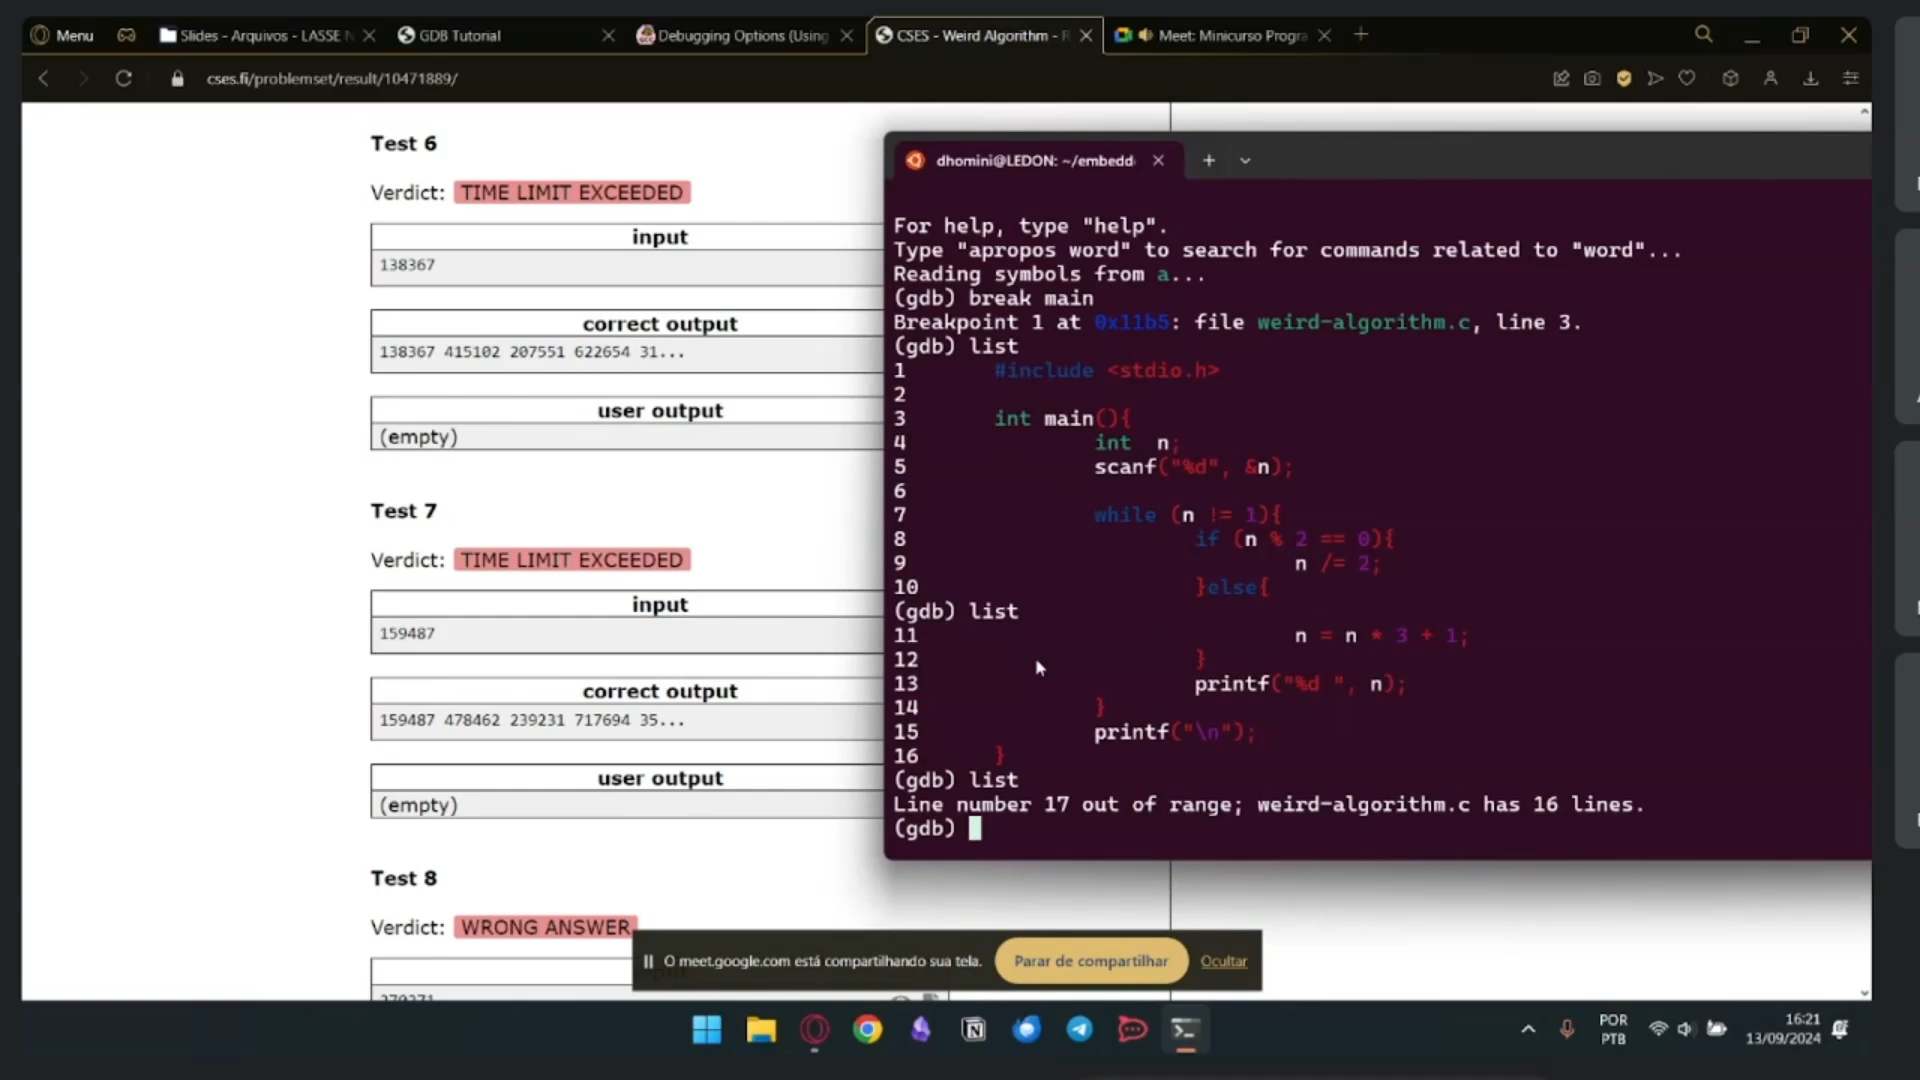 Menu
Slides - Arquivos - LASSE
GDB Tutorial
Debugging Options (Using
CSES - Weird Algorithm - R
Meet: Minicurso Progra
cses.fi/problemset/result/10471889/
Test 6
Verdict: TIME LIMIT EXCEEDED
input
138367
correct output
138367 415102 207551 622654 31...
user output
(empty)
Test 7
Verdict: TIME LIMIT EXCEEDED
input
159487
correct output
159487 478462 239231 717694 35...
user output
(empty)
Test 8
Verdict: WRONG ANSWER
dhomini@LEDON: ~/embedd
For help, type "help".
Type "apropos word" to search for commands related to "word"...
Reading symbols from a...
(gdb) break main
Breakpoint 1 at 0x11b5: file weird-algorithm.c, line 3.
(gdb) list
1 #include <stdio.h>
2
3 int main(){
4 int n;
5 scanf("%d", &n);
6
7 while (n != 1){
8 if (n % 2 == 0){
9 n /= 2;
10 }else{
(gdb) list
11 n = n * 3 + 1;
12 }
13 printf("%d ", n);
14 }
15 printf("\n");
16 }
(gdb) list
Line number 17 out of range; weird-algorithm.c has 16 lines.
(gdb)
O meet.google.com está compartilhando sua tela.
Parar de compartilhar
Ocultar
POR
PTB
16:21
13/09/2024